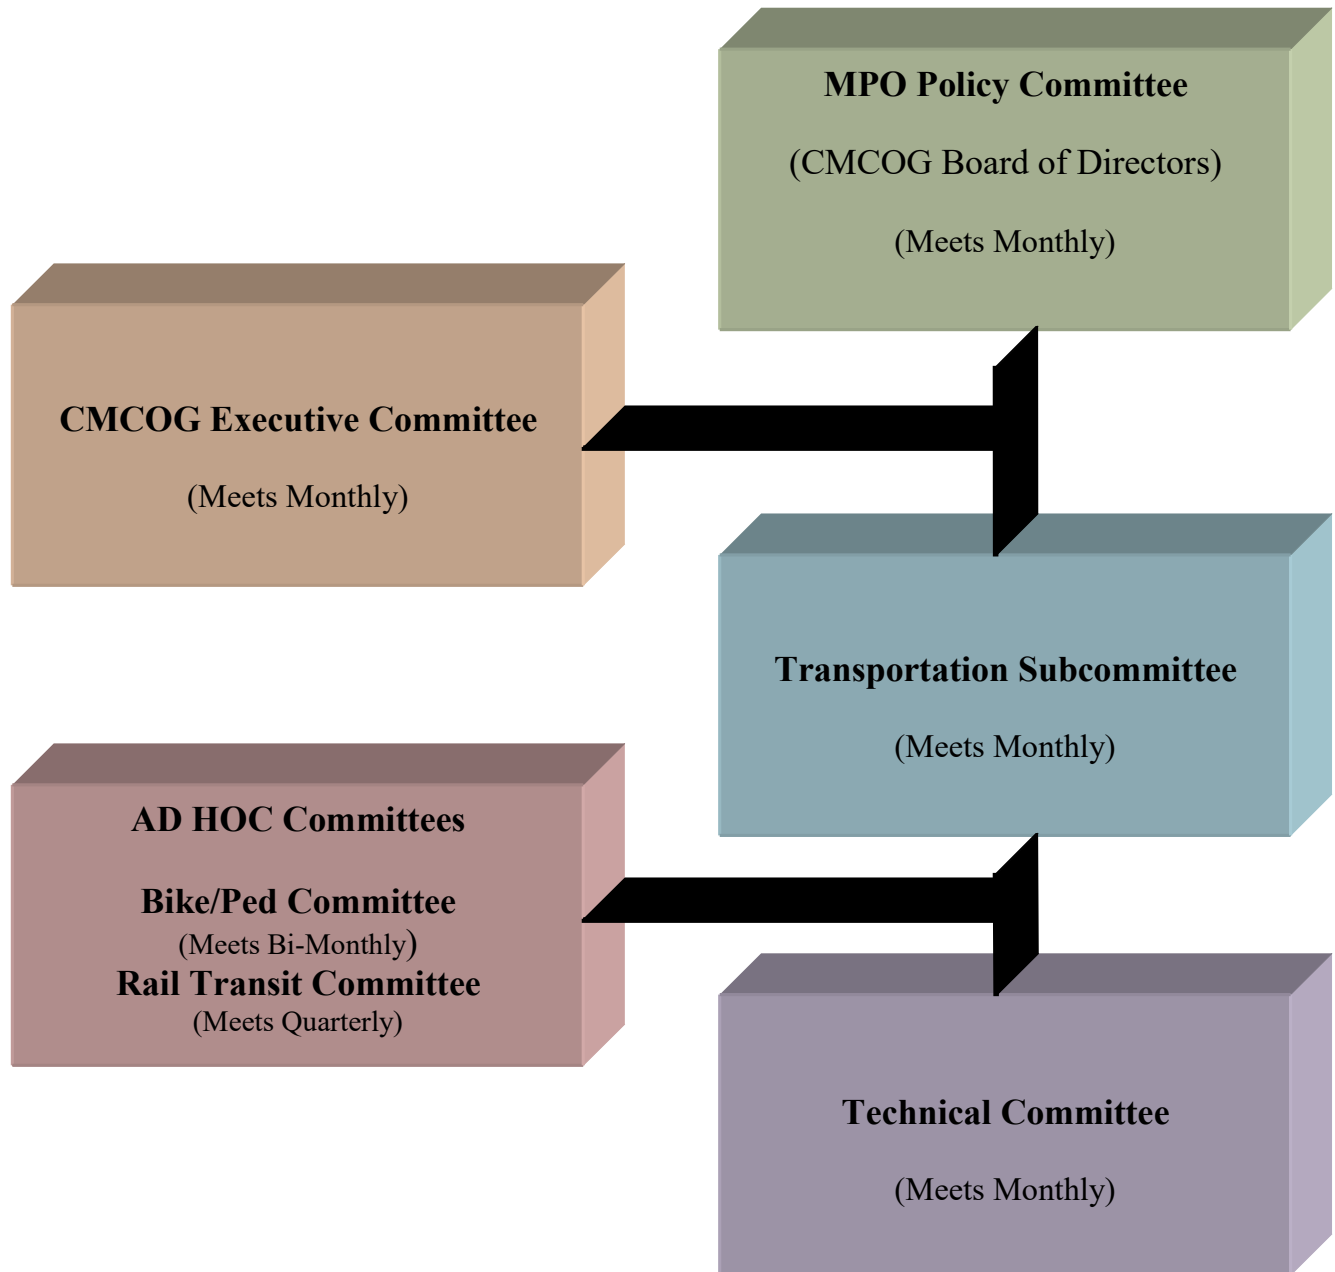 MPO Policy Committee
(CMCOG Board of Directors)
(Meets Monthly)
CMCOG Executive Committee
(Meets Monthly)
Transportation Subcommittee
(Meets Monthly)
AD HOC Committees
Bike/Ped Committee
(Meets Bi-Monthly)
Rail Transit Committee
(Meets Quarterly)
Technical Committee
(Meets Monthly)